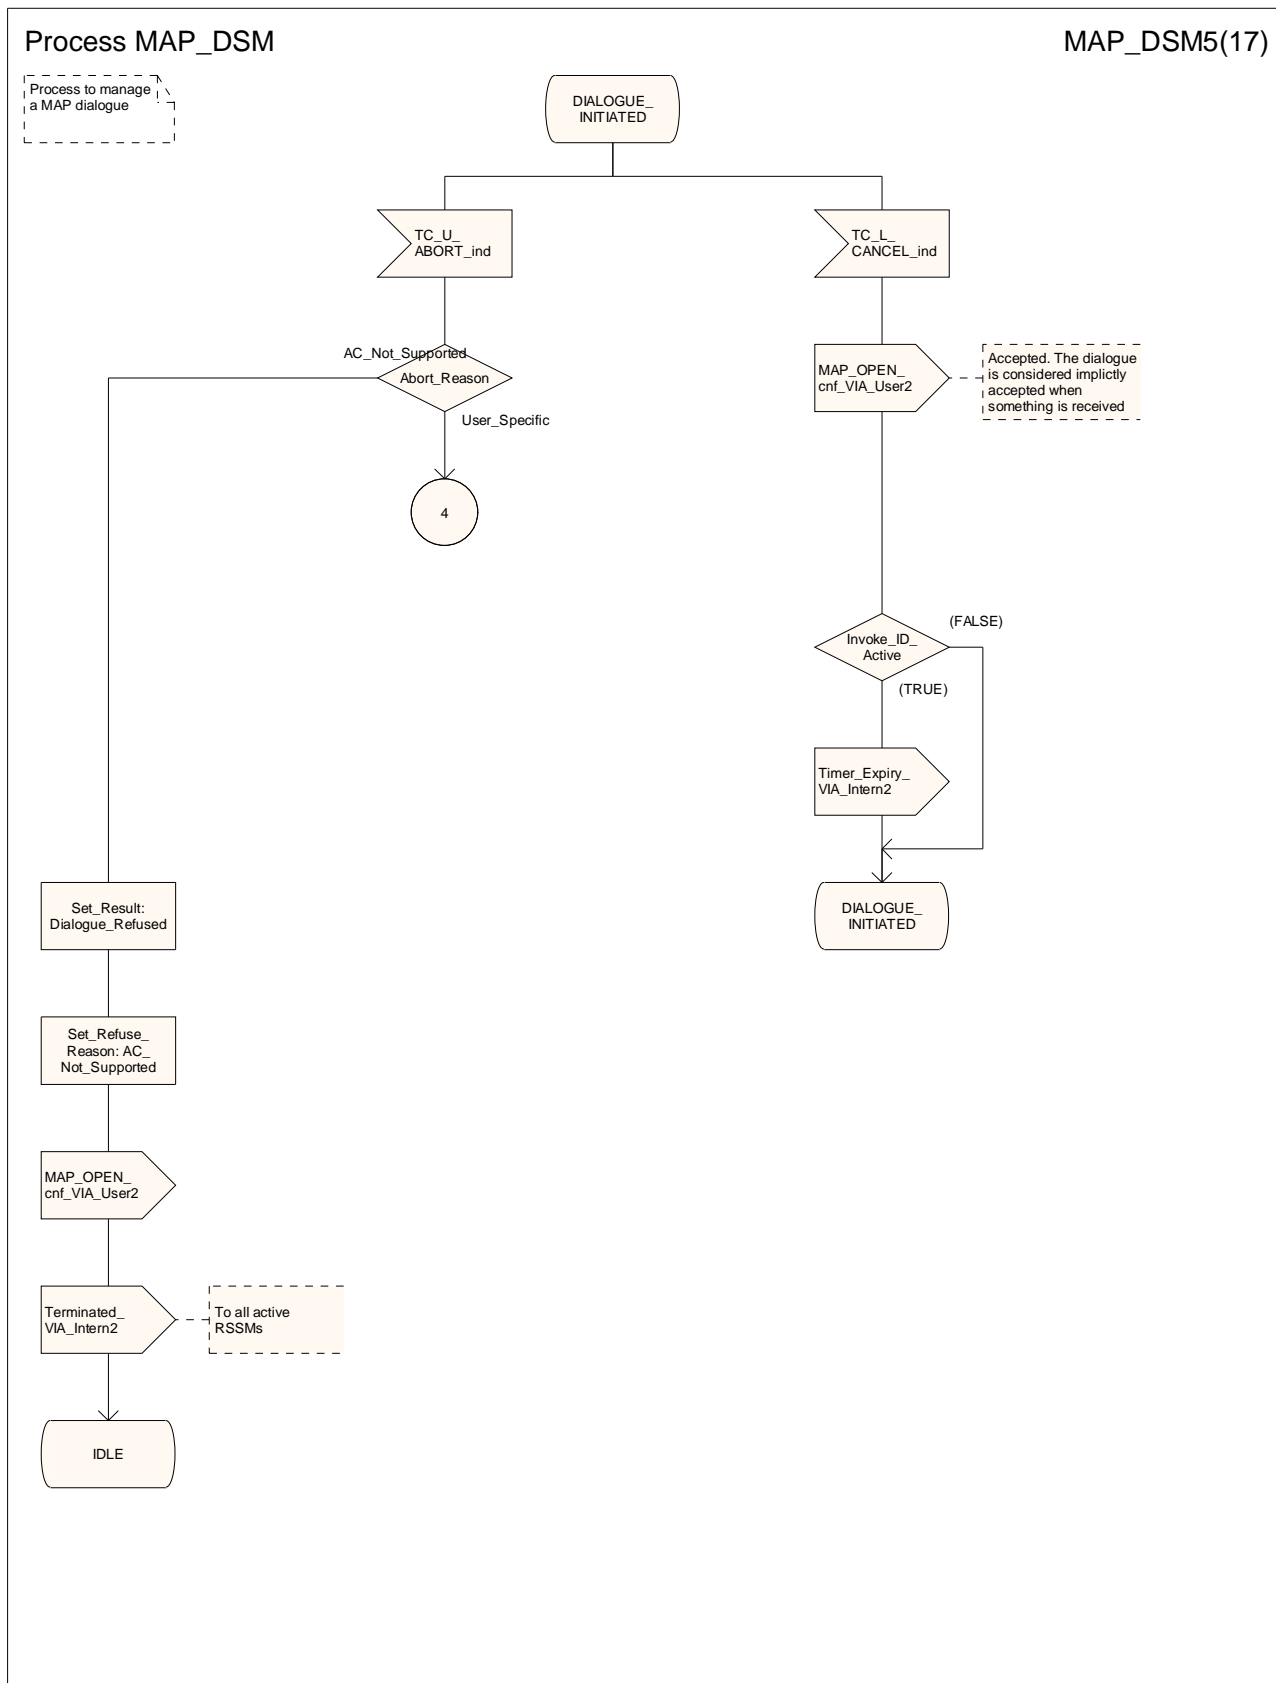 Process MAP_DSM
MAP_DSM5(17)
Process to manage
a MAP dialogue
DIALOGUE_
INITIATED
TC_U_
ABORT_ind
TC_L_
CANCEL_ind
AC_Not_Supported
Abort_Reason
User_Specific
4
MAP_OPEN_
cnf_VIA_User2
Accepted. The dialogue
is considered implictly
accepted when
something is received
Invoke_ID_
Active
(FALSE)
(TRUE)
Timer_Expiry_
VIA_Intern2
DIALOGUE_
INITIATED
Set_Result:
Dialogue_Refused
Set_Refuse_
Reason: AC_
Not_Supported
MAP_OPEN_
cnf_VIA_User2
Terminated_
VIA_Intern2
To all active
RSSMs
IDLE